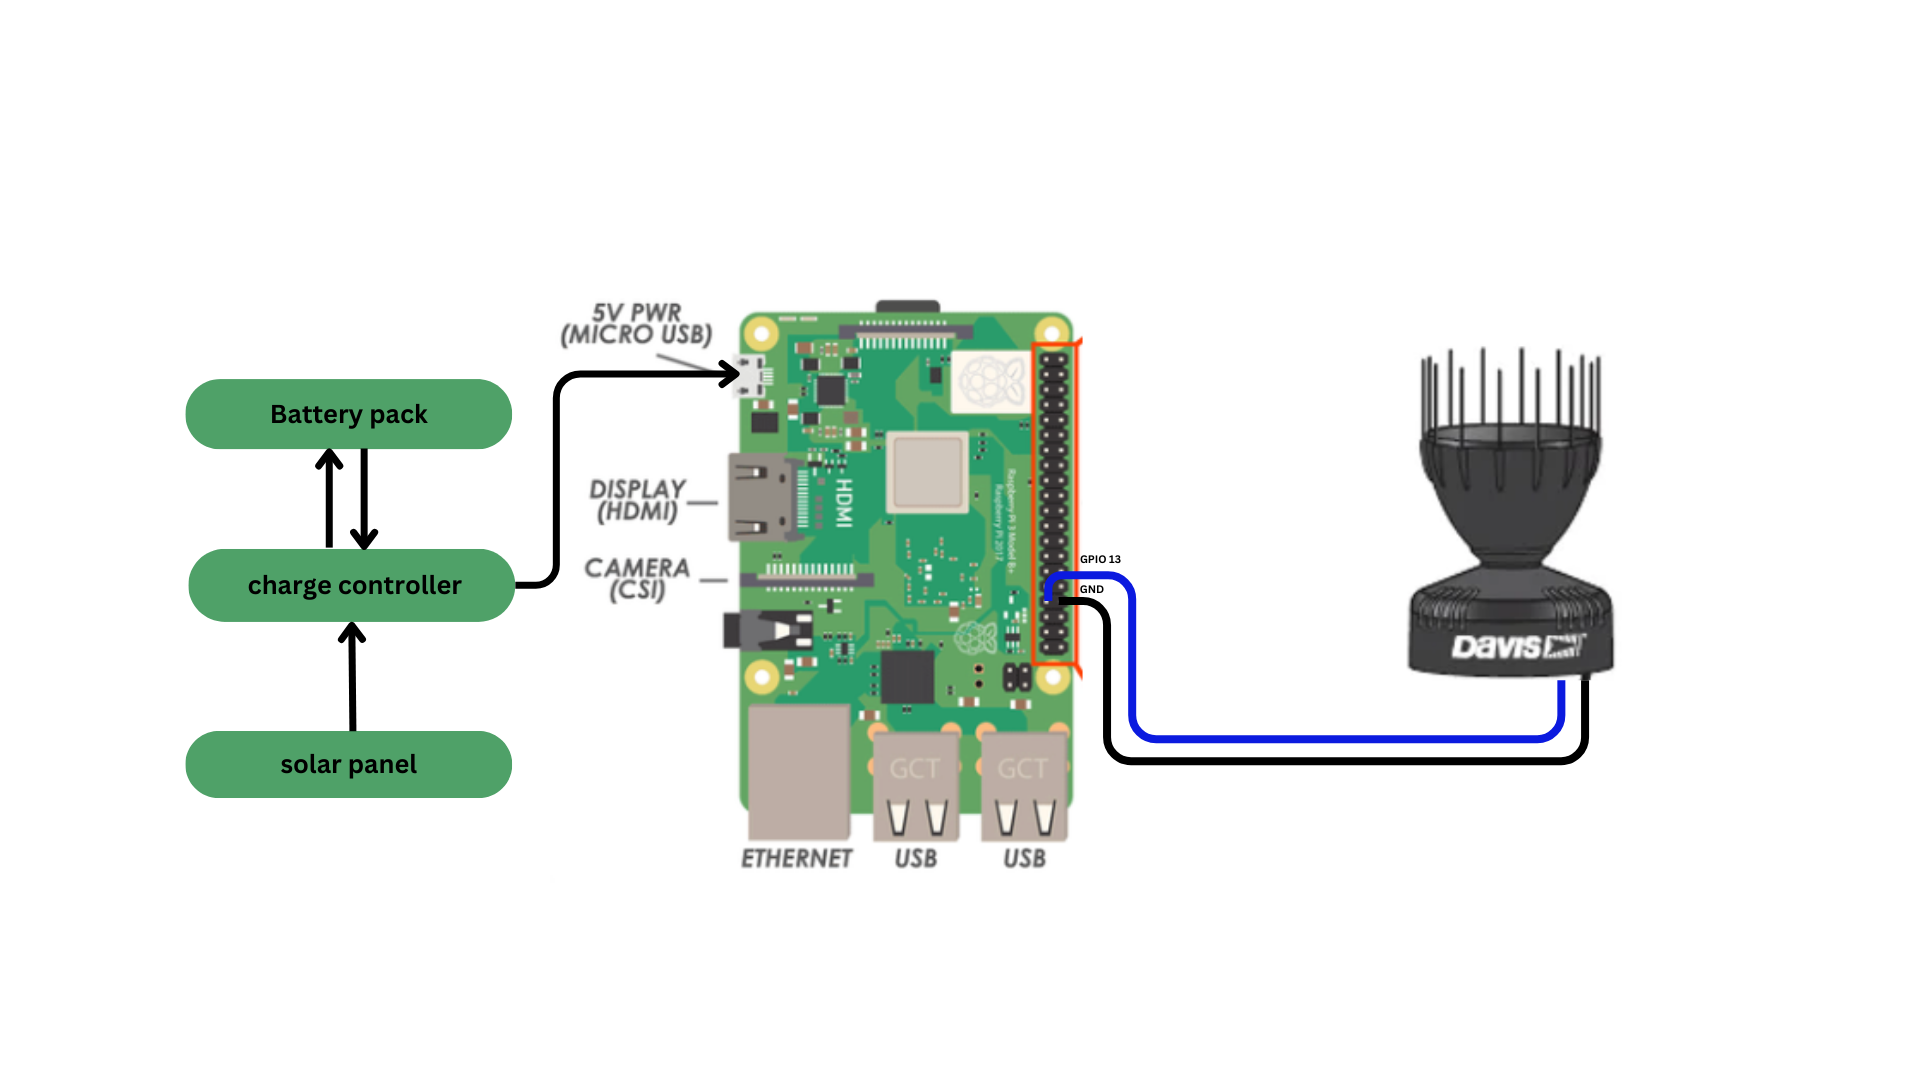 5V PWR
(MICRO USB)
Battery pack
DISPLAY
(HDMI)
HDMI
Raspberry Pi 3 Model B+
Raspberry Pi 2017
CAMERA
(CSI)
charge controller
GPIO 13
GND
DAVIS
solar panel
GCT
GCT
ETHERNET
USB
USB